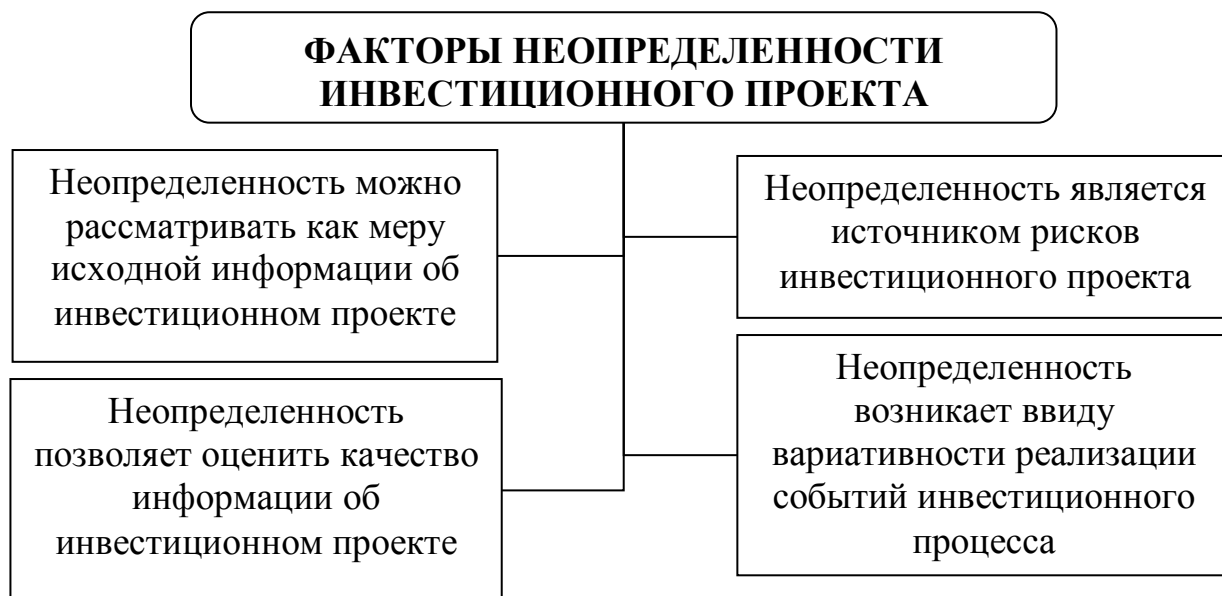 ФАКТОРЫ НЕОПРЕДЕЛЕННОСТИ
ИНВЕСТИЦИОННОГО ПРОЕКТА
Неопределенность можно
рассматривать как меру
исходной информации об
инвестиционном проекте
Неопределенность является
источником рисков
инвестиционного проекта
Неопределенность
позволяет оценить качество
информации об
инвестиционном проекте
Неопределенность
возникает ввиду
вариативности реализации
событий инвестиционного
процесса